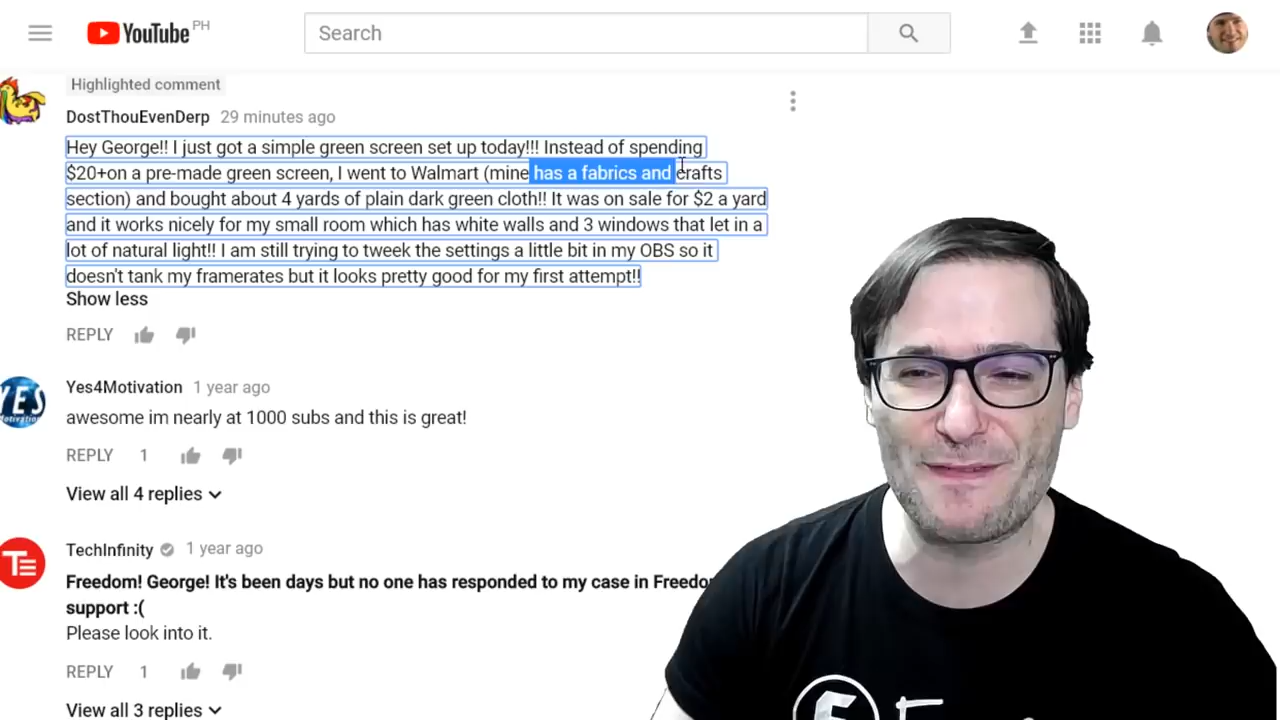 YouTube PH
Search
Highlighted comment
DostThouEvenDerp 29 minutes ago
Hey George!! I just got a simple green screen set up today!!! Instead of spending
$20+on a pre-made green screen, I went to Walmart (mine has a fabrics and crafts
section) and bought about 4 yards of plain dark green cloth!! It was on sale for $2 a yard
and it works nicely for my small room which has white walls and 3 windows that let in a
lot of natural light!! I am still trying to tweek the settings a little bit in my OBS so it
doesn't tank my framerates but it looks pretty good for my first attempt!!
Show less
REPLY
YES
Motivation
Yes4Motivation 1 year ago
awesome im nearly at 1000 subs and this is great!
REPLY 1
View all 4 replies
TechInfinity 1 year ago
Freedom! George! It's been days but no one has responded to my case in
support :(
Please look into it.
REPLY 1
View all 3 replies